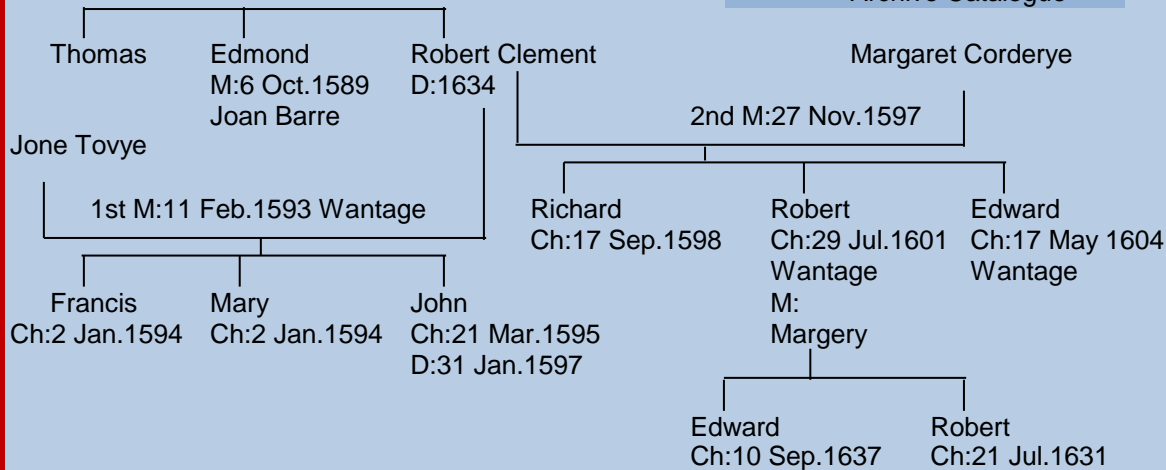 Archive Catalogue
Thomas
Edmond
M:6 Oct.1589
Joan Barre
Robert Clement
D:1634
Margaret Corderye
2nd M:27 Nov.1597
Jone Tovye
1st M:11 Feb.1593 Wantage
Richard
Ch:17 Sep.1598
Robert
Ch:29 Jul.1601
Wantage
M:
Margery
Edward
Ch:17 May 1604
Wantage
Francis
Ch:2 Jan.1594
Mary
Ch:2 Jan.1594
John
Ch:21 Mar.1595
D:31 Jan.1597
Edward
Ch:10 Sep.1637
Robert
Ch:21 Jul.1631